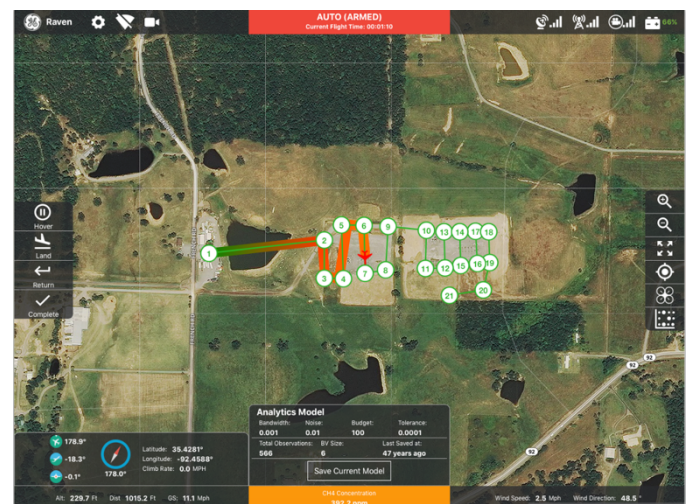 Raven
AUTO (ARMED)
Current Flight Time: 00:01:10
66%
Hover
Land
Return
Complete
1
2
3
4
5
6
7
8
9
10
11
12
13
14
15
16
17
18
19
20
21
92
92
92
Analytics Model
Bandwidth: Noise: Budget: Tolerance:
0.001 0.01 100 0.0001
Total Observations: BV Size: Last Saved at:
566 6 47 years ago
Save Current Model
178.9°
-18.3°
-0.1°
178.0°
Latitude: 35.4281°
Longitude: -92.4588°
Climb Rate: 0.0 MPH
Alt: 229.7 Ft Dist: 1015.2 Ft GS: 11.1 Mph
CH4 Concentration
392.3 ppm
Wind Speed: 2.5 Mph Wind Direction: 48.5 °